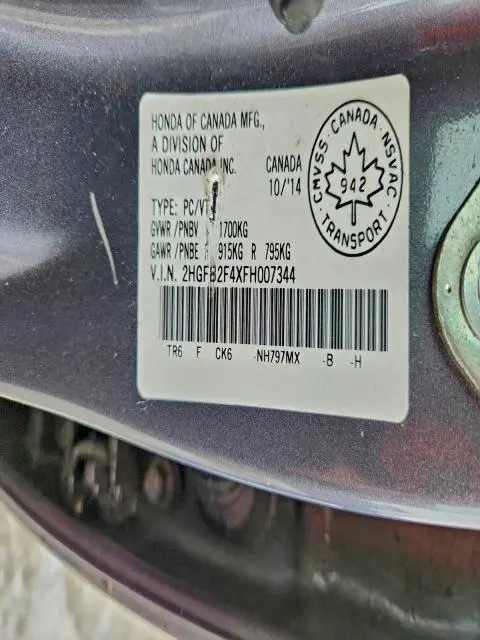 HONDA OF CANADA MFG.,
A DIVISION OF
HONDA CANADA INC.
CANADA
10/'14
CMVSS · CANADA · NSVAC
942
TRANSPORT
TYPE: PC/VT
GVWR/PNBV 1700KG
GAWR/PNBE F 915KG R 795KG
V.I.N. 2HGFB2F4XFH007344
TR6 F CK6 -NH797MX -B -H